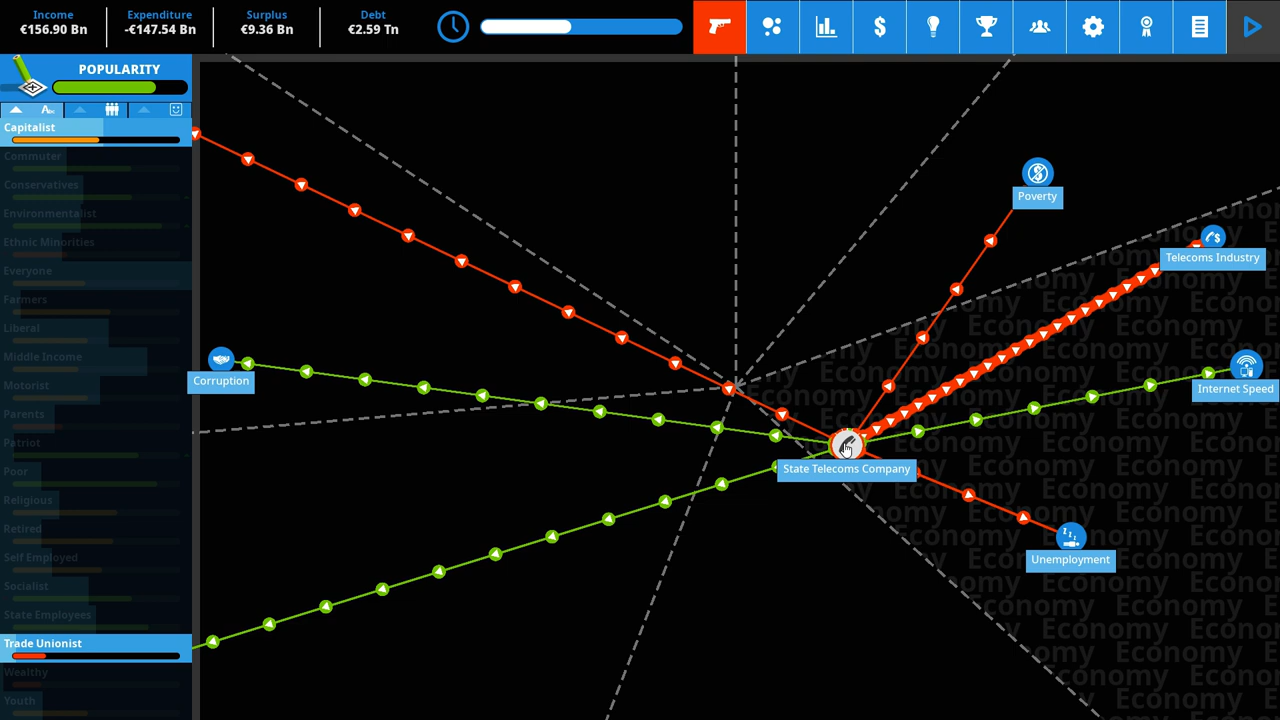 Income
€156.90 Bn
Expenditure
-€147.54 Bn
Surplus
€9.36 Bn
Debt
€2.59 Tn
POPULARITY
Capitalist
Commuter
Conservatives
Environmentalist
Ethnic Minorities
Everyone
Farmers
Liberal
Middle Income
Motorist
Parents
Patriot
Poor
Religious
Retired
Self Employed
Socialist
State Employees
Trade Unionist
Wealthy
Youth
Poverty
Telecoms Industry
Corruption
Internet Speed
State Telecoms Company
Unemployment
Economy Economy Economy